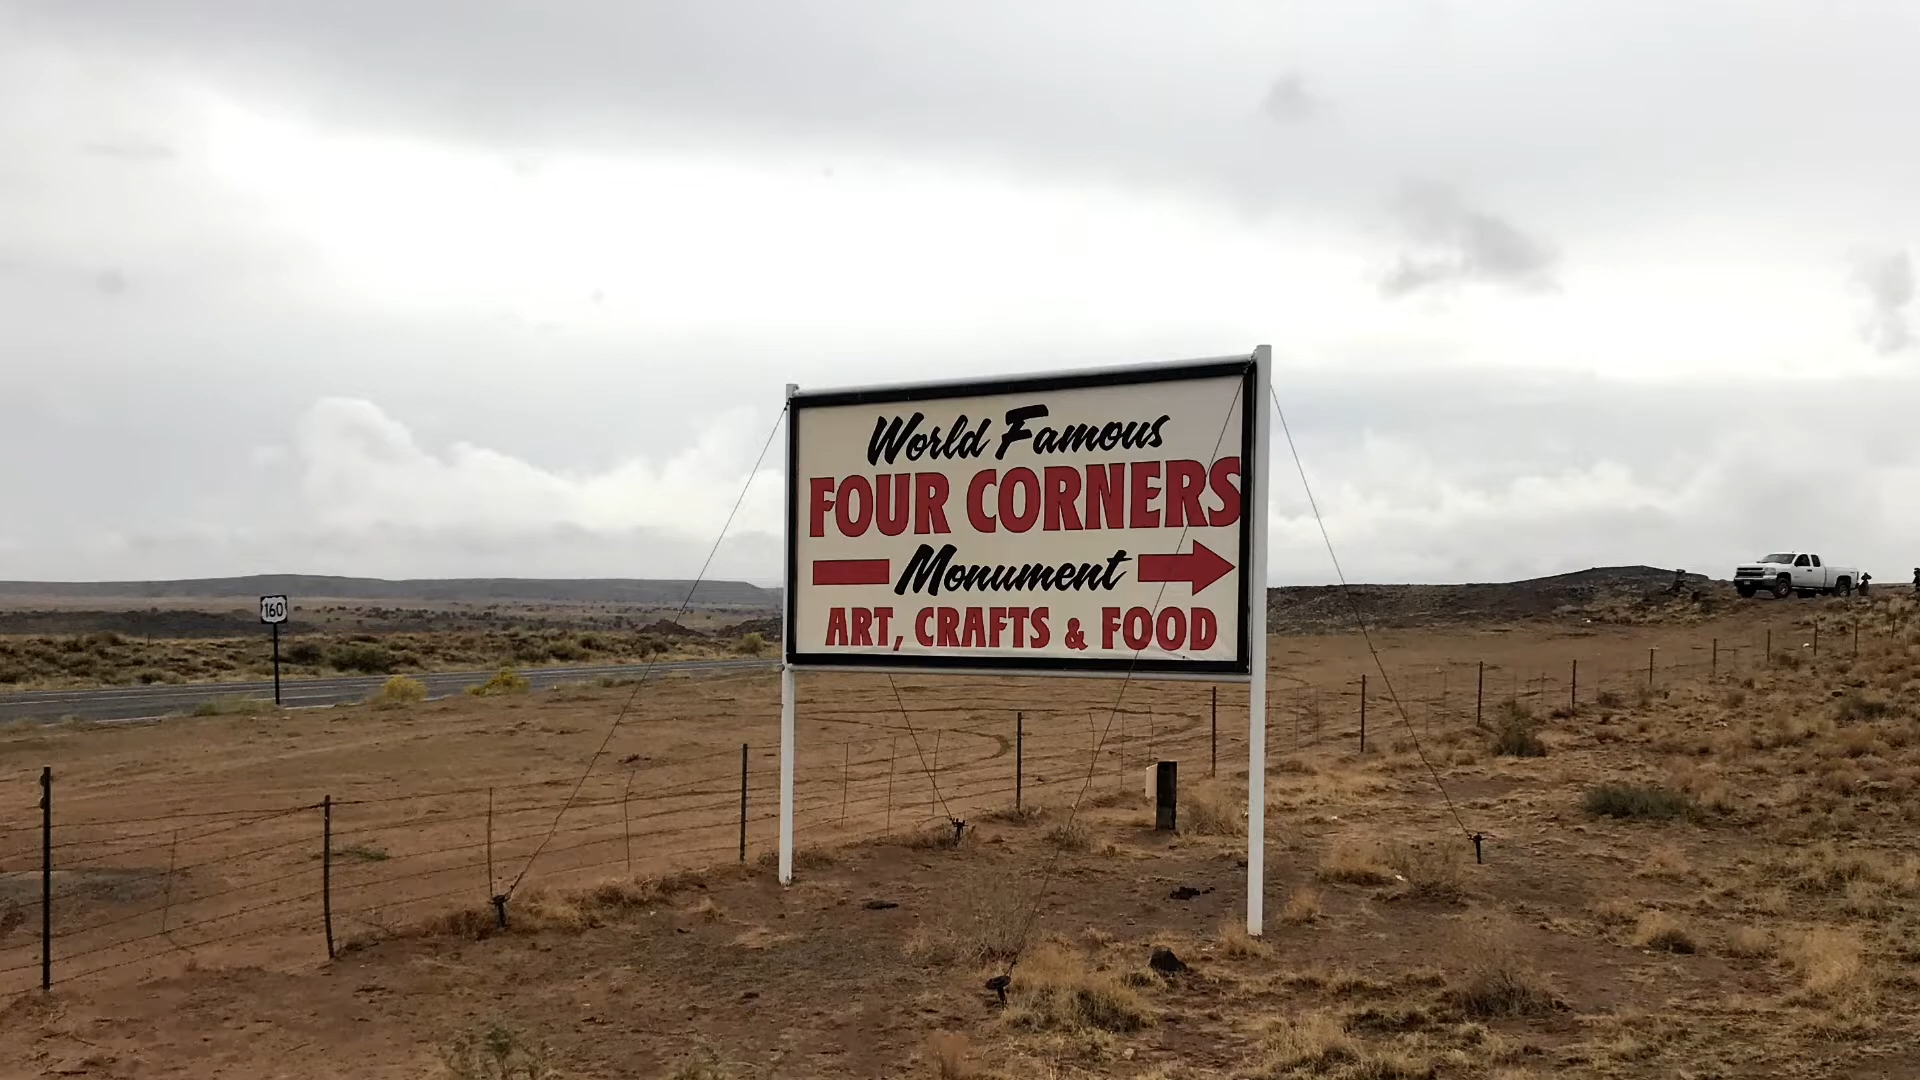 World Famous
FOUR CORNERS
Monument
ART, CRAFTS & FOOD
160